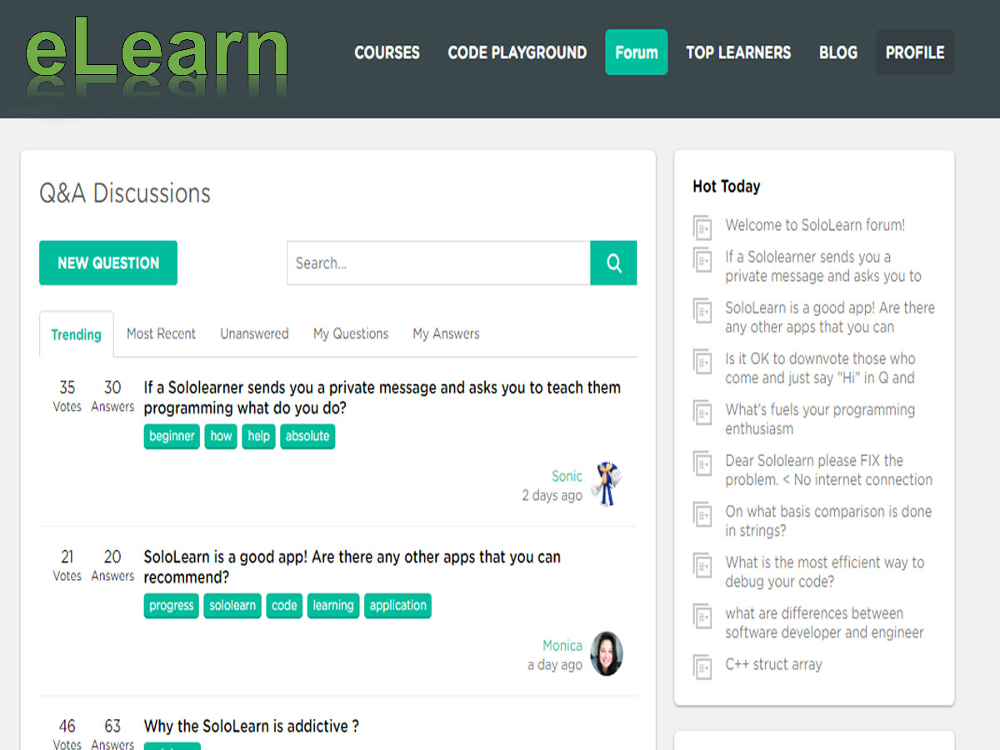 eLearn
COURSES
CODE PLAYGROUND
Forum
TOP LEARNERS
BLOG
PROFILE
Q&A Discussions
NEW QUESTION
Search...
Trending
Most Recent
Unanswered
My Questions
My Answers
35
Votes
30
Answers
If a Sololearner sends you a private message and asks you to teach them
programming what do you do?
beginner
how
help
absolute
Sonic
2 days ago
21
Votes
20
Answers
SoloLearn is a good app! Are there any other apps that you can
recommend?
progress
sololearn
code
learning
application
Monica
a day ago
46
Votes
63
Answers
Why the SoloLearn is addictive ?
Hot Today
Welcome to SoloLearn forum!
If a Sololearner sends you a
private message and asks you to
SoloLearn is a good app! Are there
any other apps that you can
Is it OK to downvote those who
come and just say "Hi" in Q and
What's fuels your programming
enthusiasm
Dear Sololearn please FIX the
problem. < No internet connection
On what basis comparison is done
in strings?
What is the most efficient way to
debug your code?
what are differences between
software developer and engineer
C++ struct array